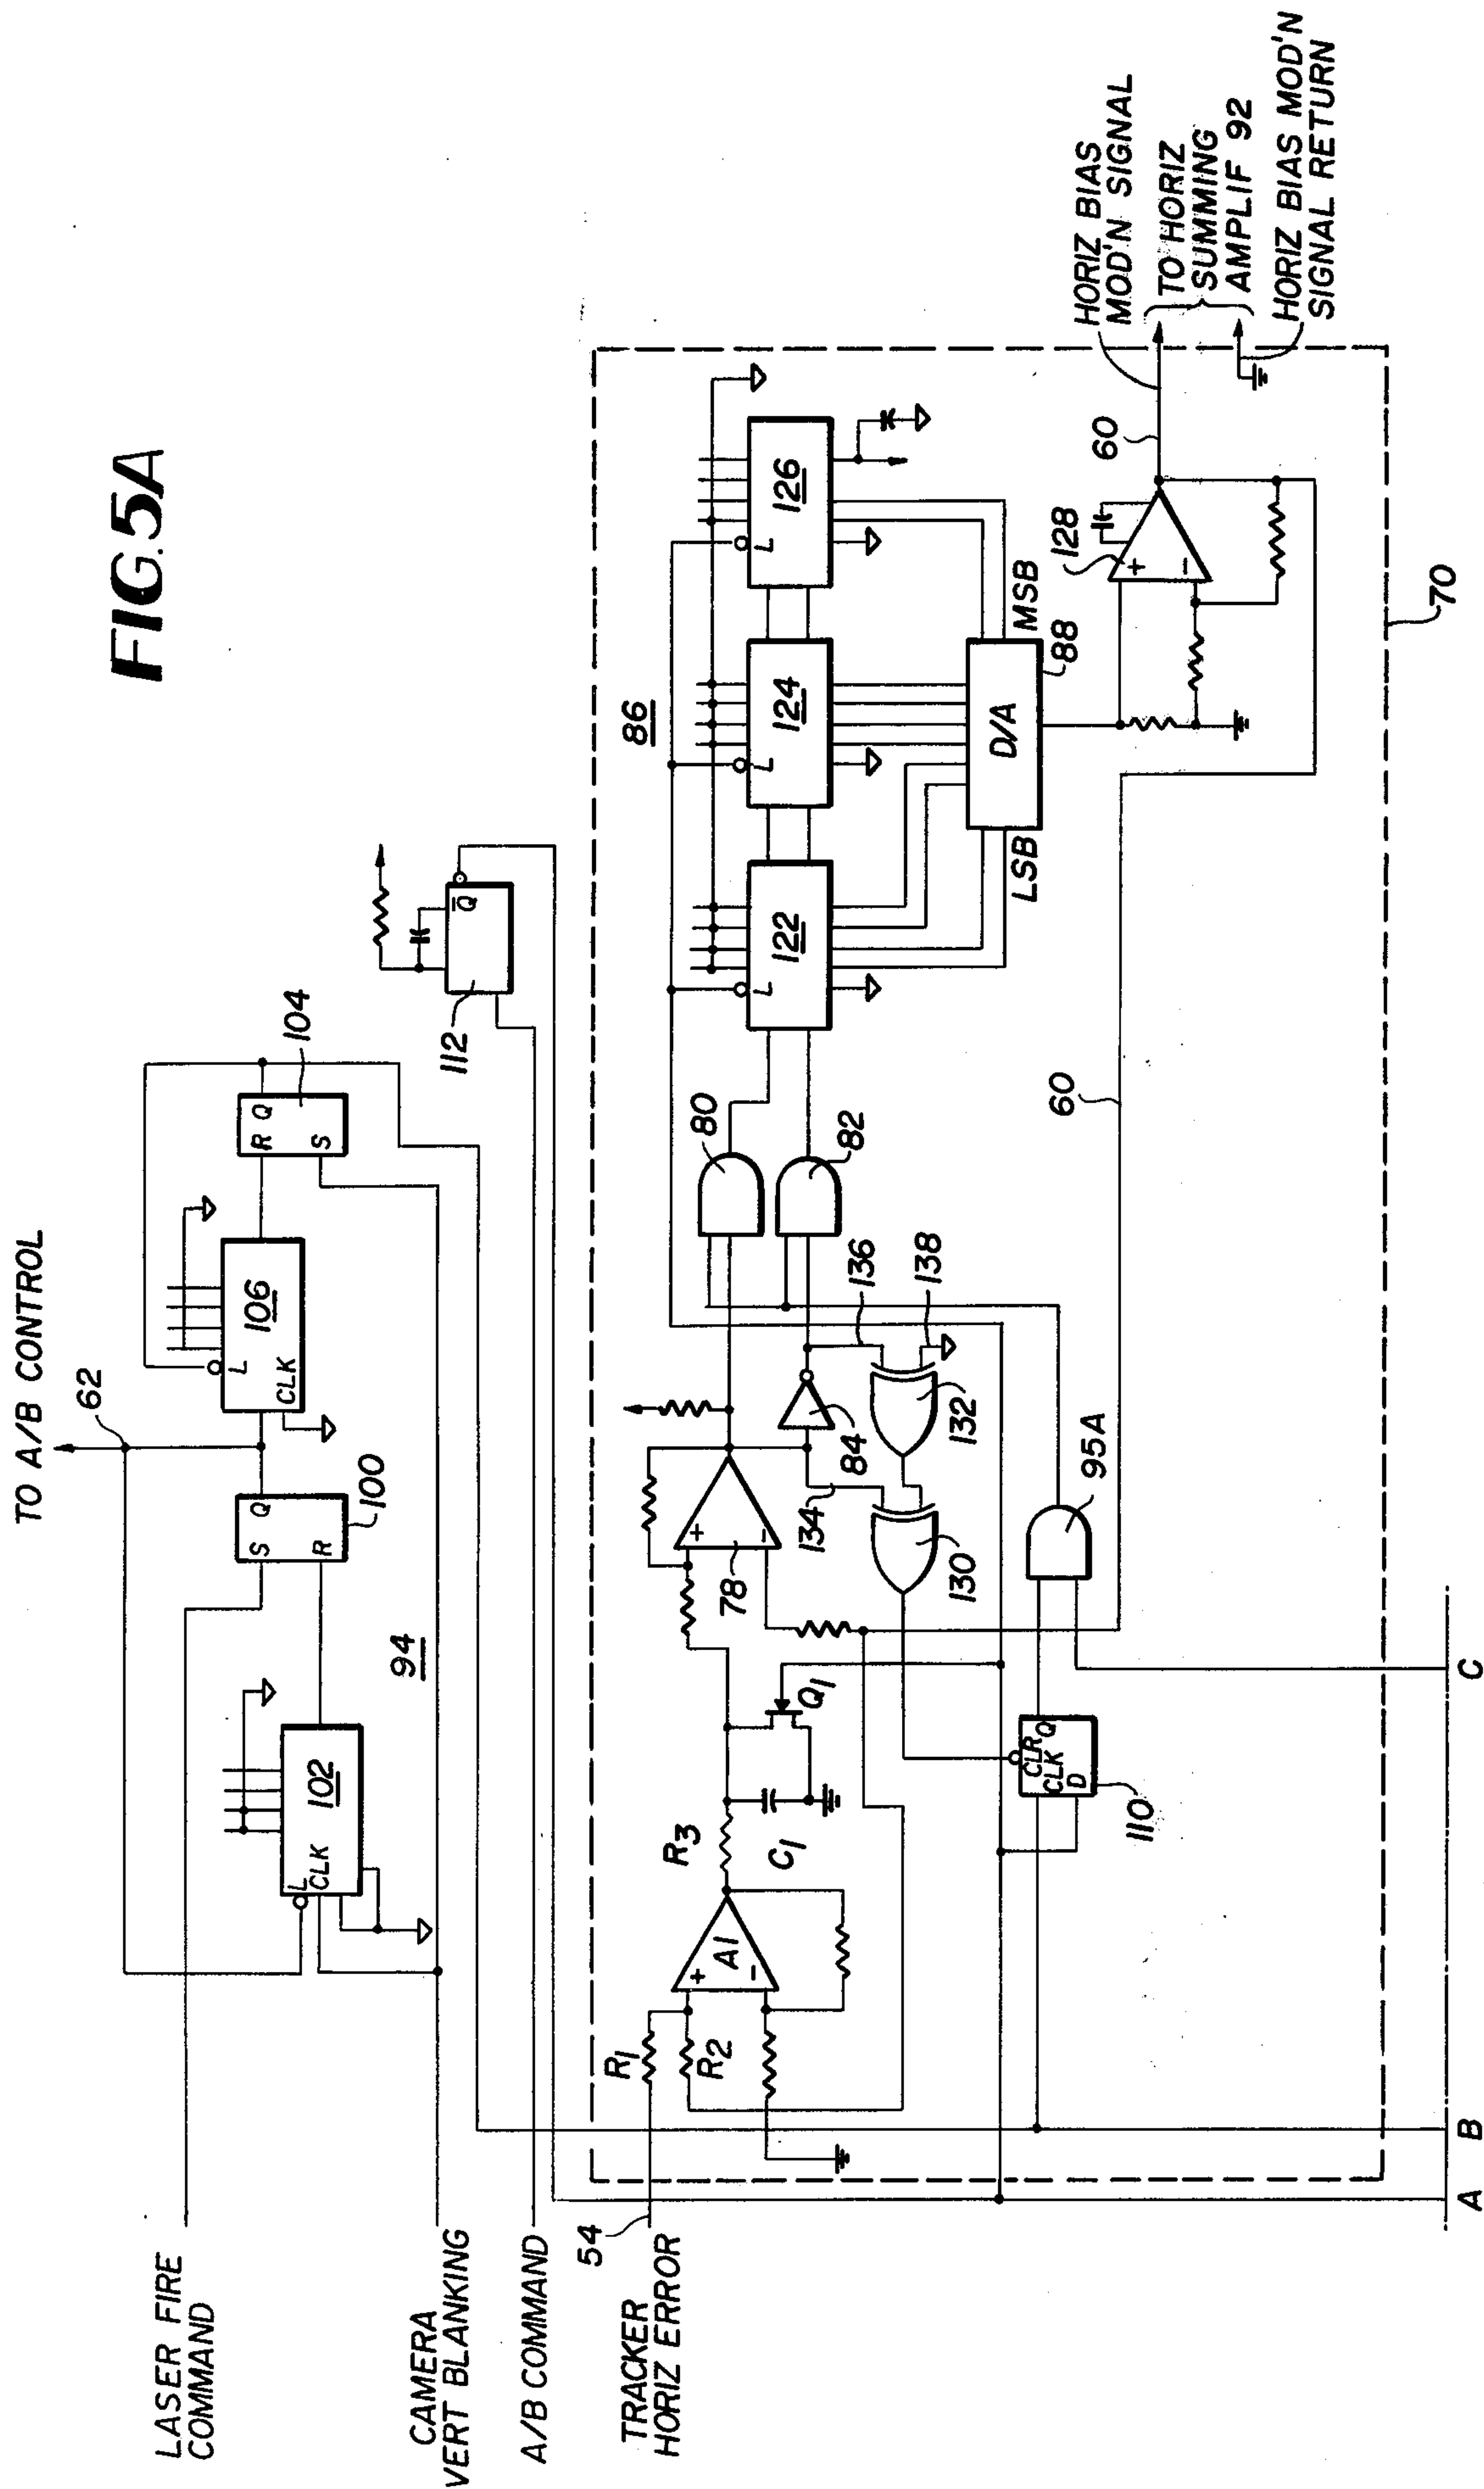 FIG. 5A
TO A/B CONTROL
62
LASER FIRE
COMMAND
CAMERA
VERT BLANKING
A/B COMMAND
94
102
L
CLK
S Q
R
100
106
L
CLK
R Q
S
104
112
Q̅
54
TRACKER
HORIZ ERROR
R1
R2
A1
+
−
R3
C1
Q1
78
+
−
84
134
136
138
130
132
80
82
86
122
L
124
L
126
L
LSB
D/A
MSB
88
128
+
−
60
60
HORIZ BIAS
MOD'N SIGNAL
TO HORIZ
SUMMING
AMPLIF 92
HORIZ BIAS MOD'N
SIGNAL RETURN
70
CLR
CLK Q
D
110
95A
A
B
C